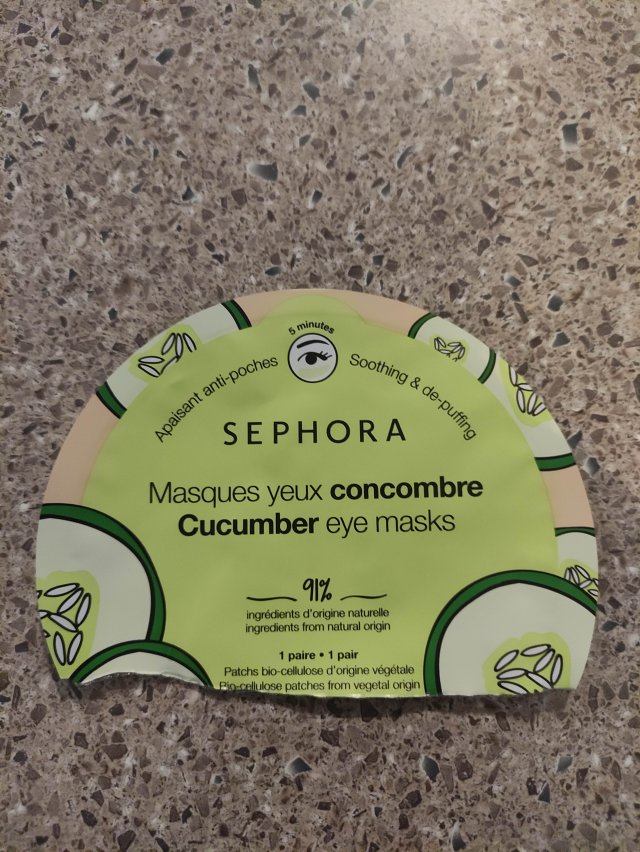 5 minutes
Apaisant anti-poches
Soothing & de-puffing
SEPHORA
Masques yeux concombre
Cucumber eye masks
91%
ingrédients d'origine naturelle
ingredients from natural origin
1 paire • 1 pair
Patchs bio-cellulose d'origine végétale
Bio-cellulose patches from vegetal origin